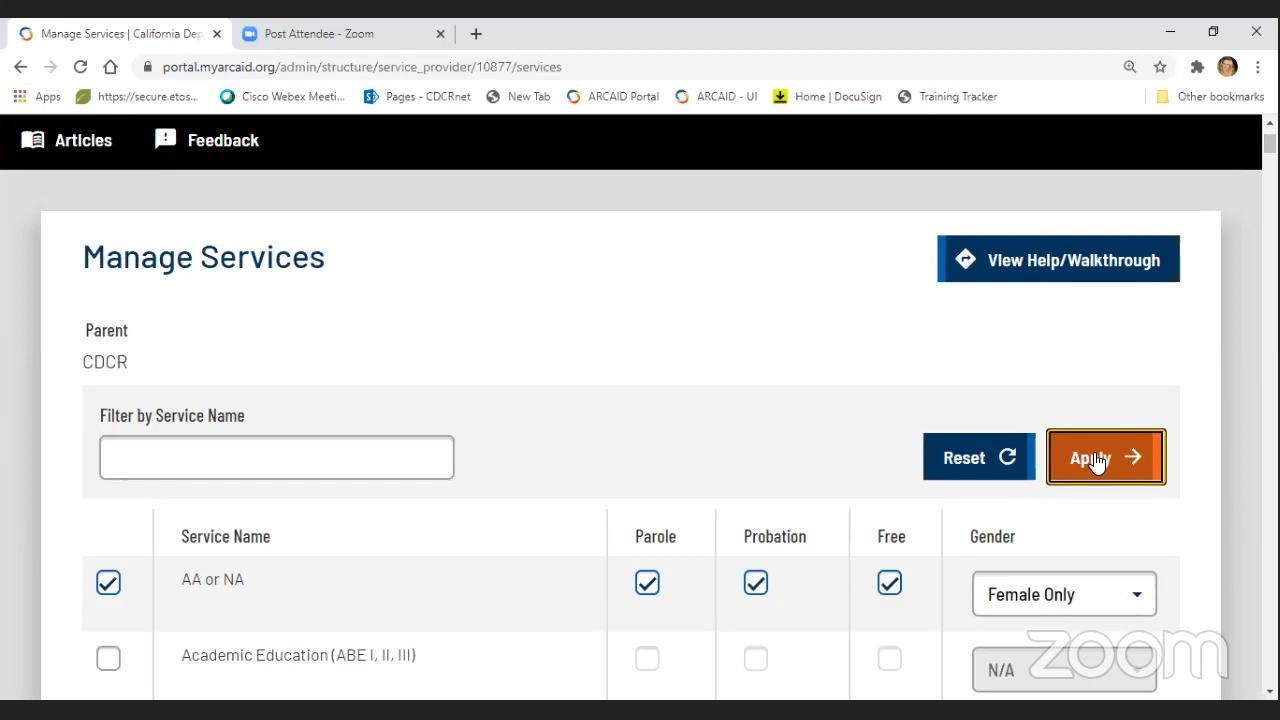 Manage Services | California Dep
Post Attendee - Zoom
portal.myarcaid.org/admin/structure/service_provider/10877/services
Apps
https://secure.etos...
Cisco Webex Meeti...
Pages - CDCRnet
New Tab
ARCAID Portal
ARCAID - UI
Home | DocuSign
Training Tracker
Other bookmarks
Articles
Feedback
Manage Services
View Help/Walkthrough
Parent
CDCR
Filter by Service Name
Reset
Apply
Service Name
Parole
Probation
Free
Gender
AA or NA
Female Only
Academic Education (ABE I, II, III)
N/A
zoom